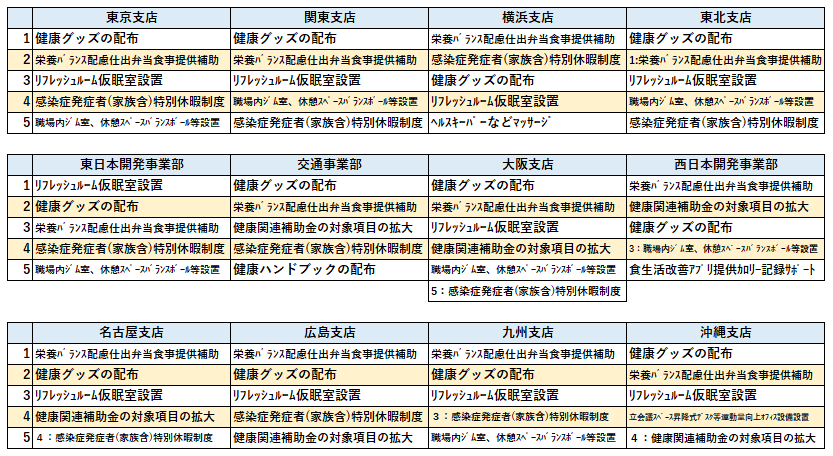 東京支店 関東支店 横浜支店 東北支店
1 健康グッズの配布 健康グッズの配布 栄養ﾊﾞﾗﾝｽ配慮仕出弁当食事提供補助 健康グッズの配布
2 栄養ﾊﾞﾗﾝｽ配慮仕出弁当食事提供補助 栄養ﾊﾞﾗﾝｽ配慮仕出弁当食事提供補助 感染症発症者(家族含)特別休暇制度 1:栄養ﾊﾞﾗﾝｽ配慮仕出弁当食事提供補助
3 ﾘﾌﾚｯｼｭﾙｰﾑ仮眠室設置 ﾘﾌﾚｯｼｭﾙｰﾑ仮眠室設置 健康グッズの配布 ﾘﾌﾚｯｼｭﾙｰﾑ仮眠室設置
4 感染症発症者(家族含)特別休暇制度 職場内ｼﾞﾑ室、休憩ｽﾍﾟｰｽﾊﾞﾗﾝｽﾎﾞｰﾙ等設置 ﾘﾌﾚｯｼｭﾙｰﾑ仮眠室設置 職場内ｼﾞﾑ室、休憩ｽﾍﾟｰｽﾊﾞﾗﾝｽﾎﾞｰﾙ等設置
5 職場内ｼﾞﾑ室、休憩ｽﾍﾟｰｽﾊﾞﾗﾝｽﾎﾞｰﾙ等設置 感染症発症者(家族含)特別休暇制度 ﾍﾙｽｷｰﾊﾟｰなどﾏｯｻｰｼﾞ 感染症発症者(家族含)特別休暇制度
東日本開発事業部 交通事業部 大阪支店 西日本開発事業部
1 ﾘﾌﾚｯｼｭﾙｰﾑ仮眠室設置 健康グッズの配布 健康グッズの配布 栄養ﾊﾞﾗﾝｽ配慮仕出弁当食事提供補助
2 健康グッズの配布 栄養ﾊﾞﾗﾝｽ配慮仕出弁当食事提供補助 栄養ﾊﾞﾗﾝｽ配慮仕出弁当食事提供補助 健康関連補助金の対象項目の拡大
3 栄養ﾊﾞﾗﾝｽ配慮仕出弁当食事提供補助 健康関連補助金の対象項目の拡大 ﾘﾌﾚｯｼｭﾙｰﾑ仮眠室設置 健康グッズの配布
4 感染症発症者(家族含)特別休暇制度 感染症発症者(家族含)特別休暇制度 健康関連補助金の対象項目の拡大 3：職場内ｼﾞﾑ室、休憩ｽﾍﾟｰｽﾊﾞﾗﾝｽﾎﾞｰﾙ等設置
5 職場内ｼﾞﾑ室、休憩ｽﾍﾟｰｽﾊﾞﾗﾝｽﾎﾞｰﾙ等設置 健康ハンドブックの配布 職場内ｼﾞﾑ室、休憩ｽﾍﾟｰｽﾊﾞﾗﾝｽﾎﾞｰﾙ等設置 食生活改善ｱﾌﾟﾘ提供ｶﾛﾘｰ記録ｻﾎﾟｰﾄ
5：感染症発症者(家族含)特別休暇制度
名古屋支店 広島支店 九州支店 沖縄支店
1 栄養ﾊﾞﾗﾝｽ配慮仕出弁当食事提供補助 栄養ﾊﾞﾗﾝｽ配慮仕出弁当食事提供補助 栄養ﾊﾞﾗﾝｽ配慮仕出弁当食事提供補助 健康グッズの配布
2 健康グッズの配布 健康グッズの配布 健康グッズの配布 栄養ﾊﾞﾗﾝｽ配慮仕出弁当食事提供補助
3 ﾘﾌﾚｯｼｭﾙｰﾑ仮眠室設置 ﾘﾌﾚｯｼｭﾙｰﾑ仮眠室設置 ﾘﾌﾚｯｼｭﾙｰﾑ仮眠室設置 ﾘﾌﾚｯｼｭﾙｰﾑ仮眠室設置
4 健康関連補助金の対象項目の拡大 感染症発症者(家族含)特別休暇制度 3：感染症発症者(家族含)特別休暇制度 立会議ｽﾍﾟｰｽ昇降式ﾃﾞｽｸ等運動量向上ｵﾌｨｽ設備設置
5 4：感染症発症者(家族含)特別休暇制度 健康関連補助金の対象項目の拡大 職場内ｼﾞﾑ室、休憩ｽﾍﾟｰｽﾊﾞﾗﾝｽﾎﾞｰﾙ等設置 4：健康関連補助金の対象項目の拡大